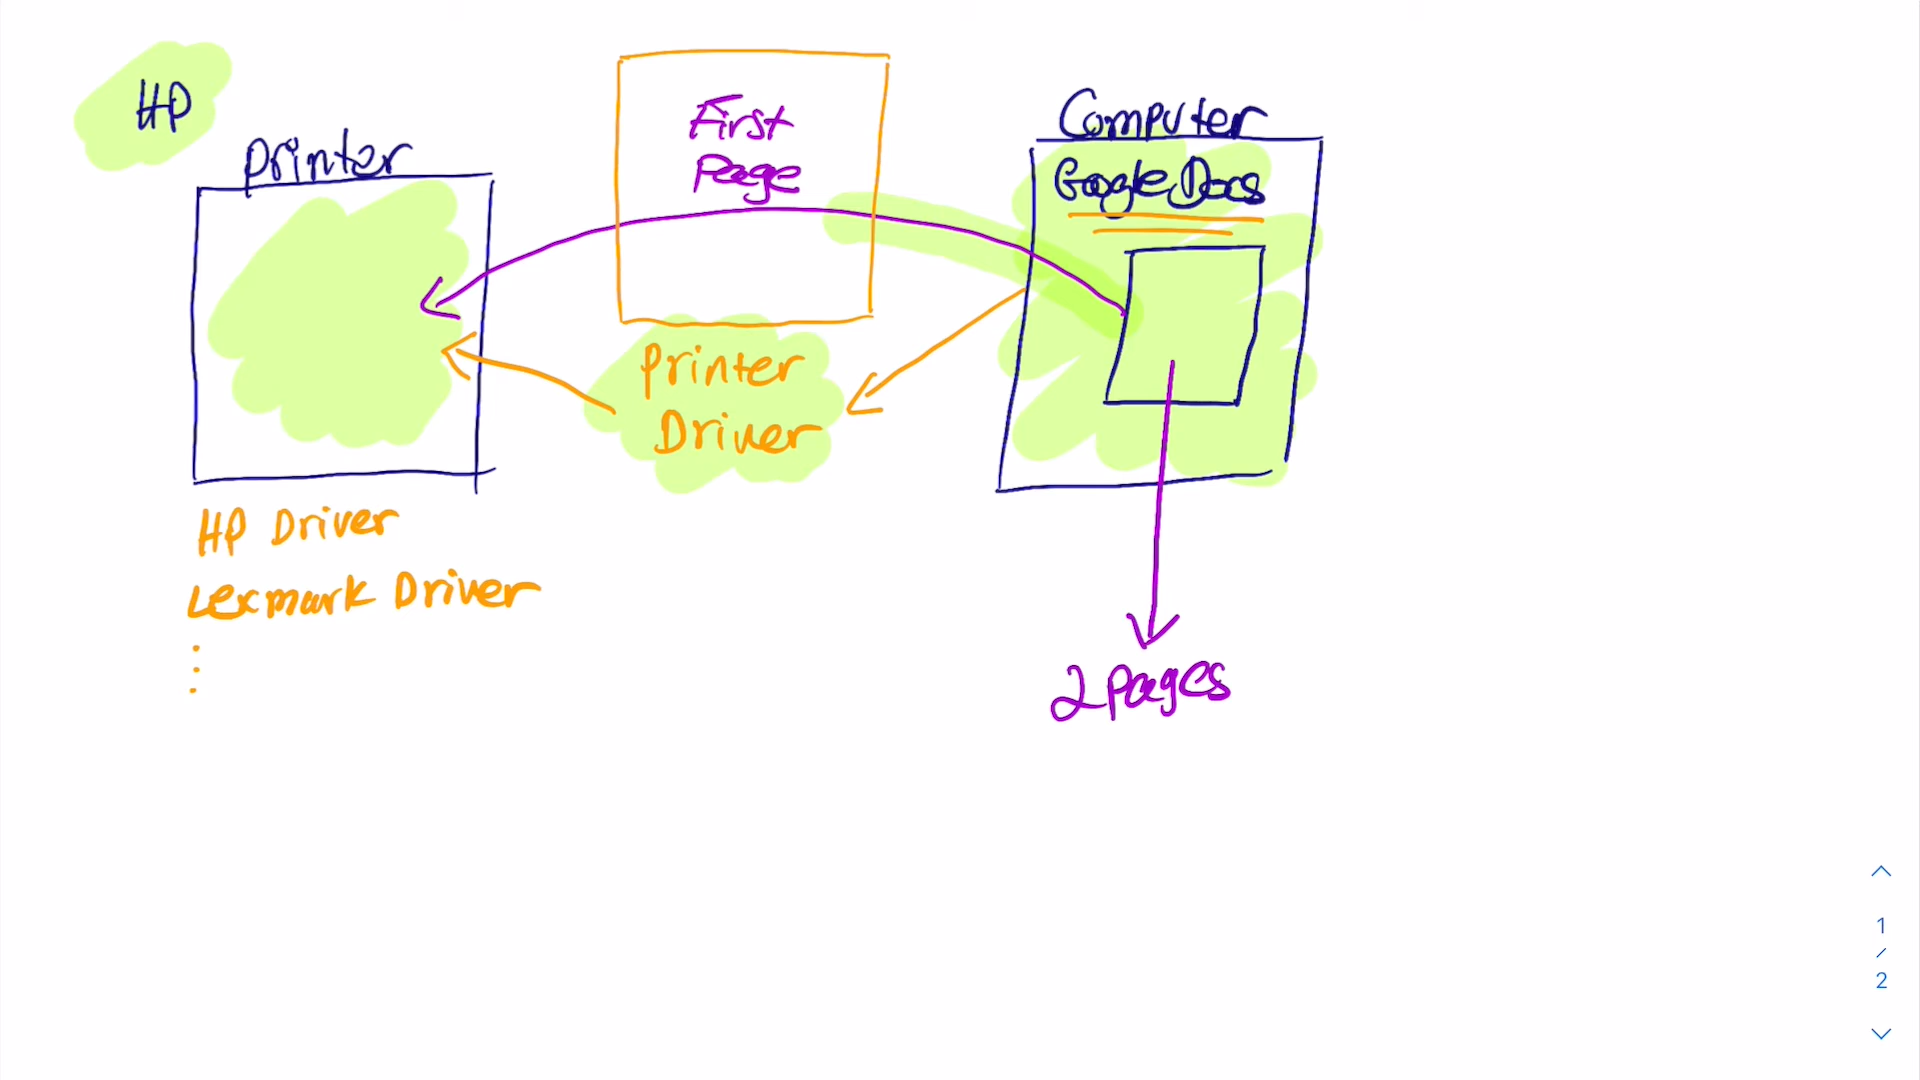 HP
Printer
First
Page
Computer
Google Docs
Printer
Driver
HP Driver
Lexmark Driver
2 Pages
1
/
2